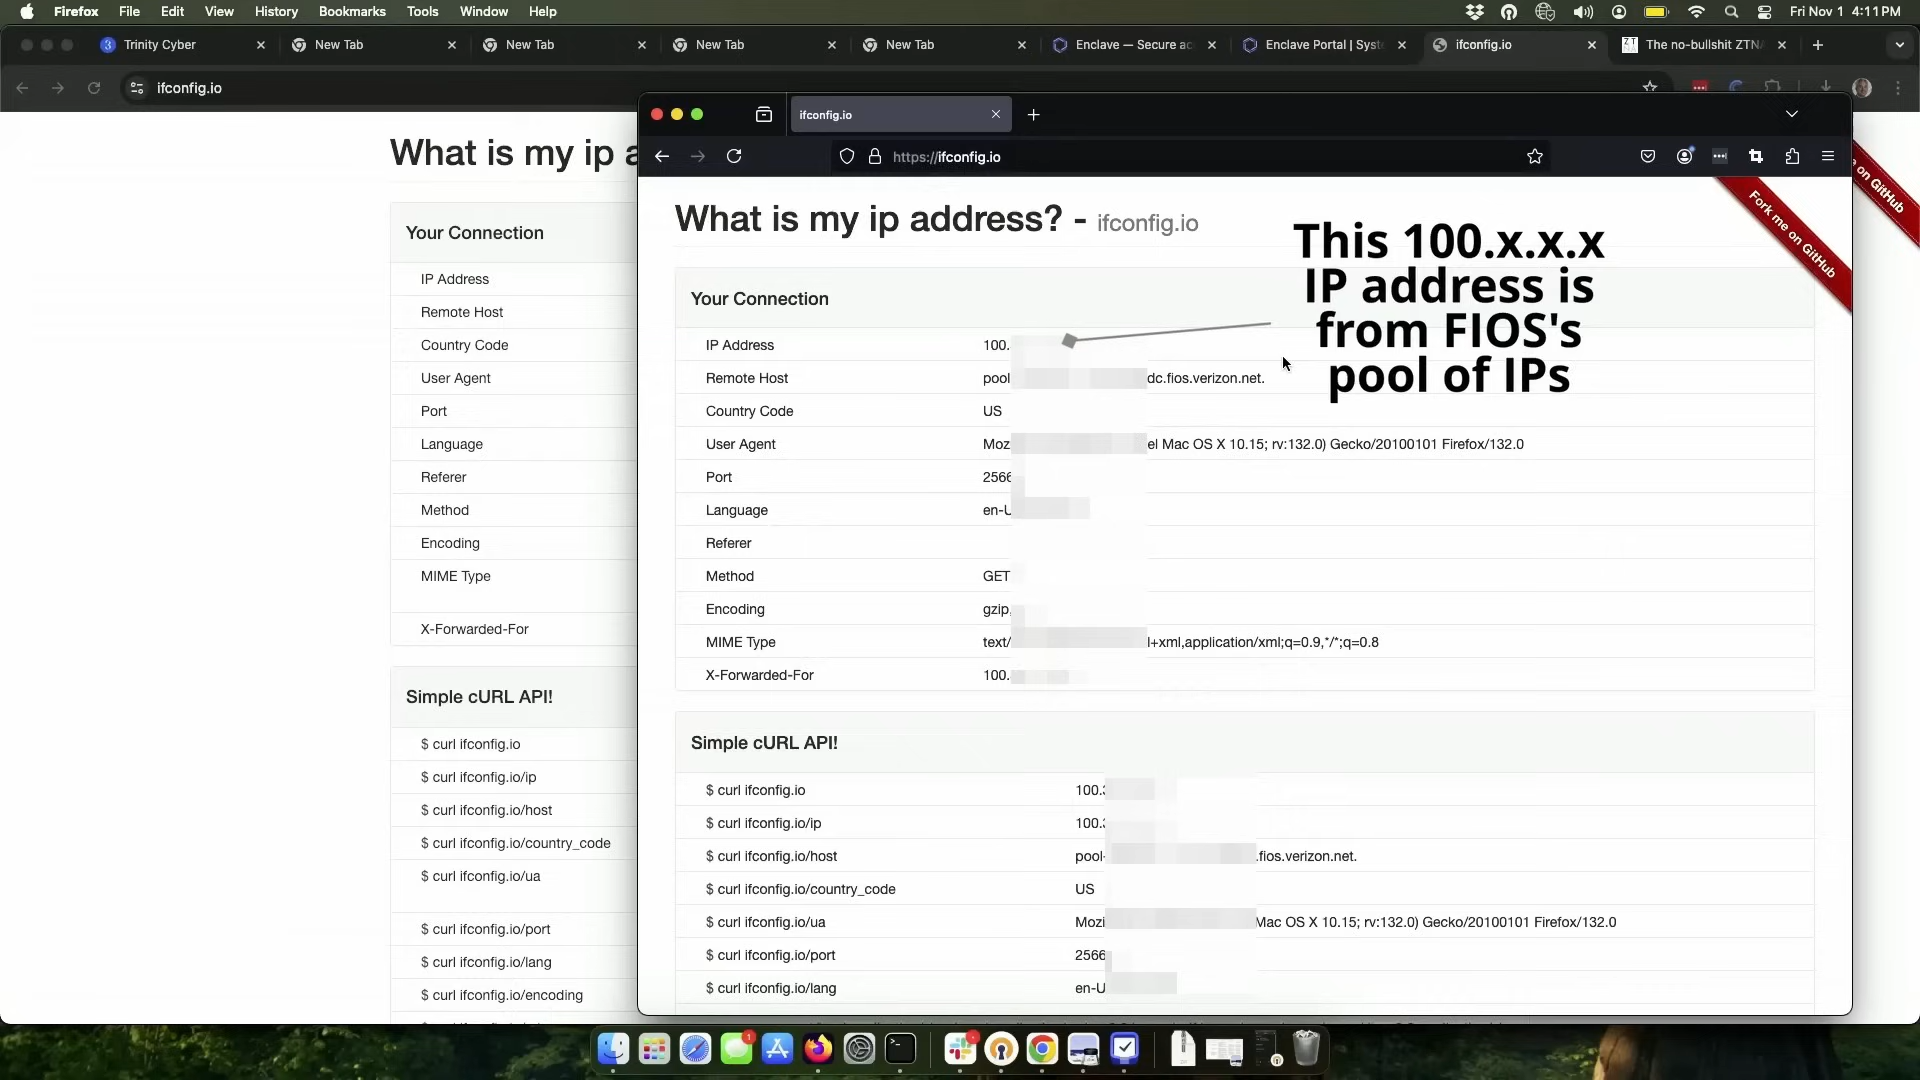 Firefox File Edit View History Bookmarks Tools Window Help
Fri Nov 1 4:11 PM
Trinity Cyber
New Tab
New Tab
New Tab
New Tab
Enclave — Secure ac
Enclave Portal | Syst
ifconfig.io
The no-bullshit ZTNA
ifconfig.io
What is my ip a
Your Connection
IP Address
Remote Host
Country Code
User Agent
Port
Language
Referer
Method
Encoding
MIME Type
X-Forwarded-For
Simple cURL API!
$ curl ifconfig.io
$ curl ifconfig.io/ip
$ curl ifconfig.io/host
$ curl ifconfig.io/country_code
$ curl ifconfig.io/ua
$ curl ifconfig.io/port
$ curl ifconfig.io/lang
$ curl ifconfig.io/encoding
e on GitHub
ifconfig.io
https://ifconfig.io
What is my ip address? - ifconfig.io
Fork me on GitHub
This 100.x.x.x
IP address is
from FIOS's
pool of IPs
Your Connection
IP Address 100.
Remote Host pool dc.fios.verizon.net.
Country Code US
User Agent Moz el Mac OS X 10.15; rv:132.0) Gecko/20100101 Firefox/132.0
Port 2566
Language en-U
Referer
Method GET
Encoding gzip,
MIME Type text/ l+xml,application/xml;q=0.9,*/*;q=0.8
X-Forwarded-For 100.
Simple cURL API!
$ curl ifconfig.io 100.3
$ curl ifconfig.io/ip 100.3
$ curl ifconfig.io/host pool- .fios.verizon.net.
$ curl ifconfig.io/country_code US
$ curl ifconfig.io/ua Mozi Mac OS X 10.15; rv:132.0) Gecko/20100101 Firefox/132.0
$ curl ifconfig.io/port 2566
$ curl ifconfig.io/lang en-U